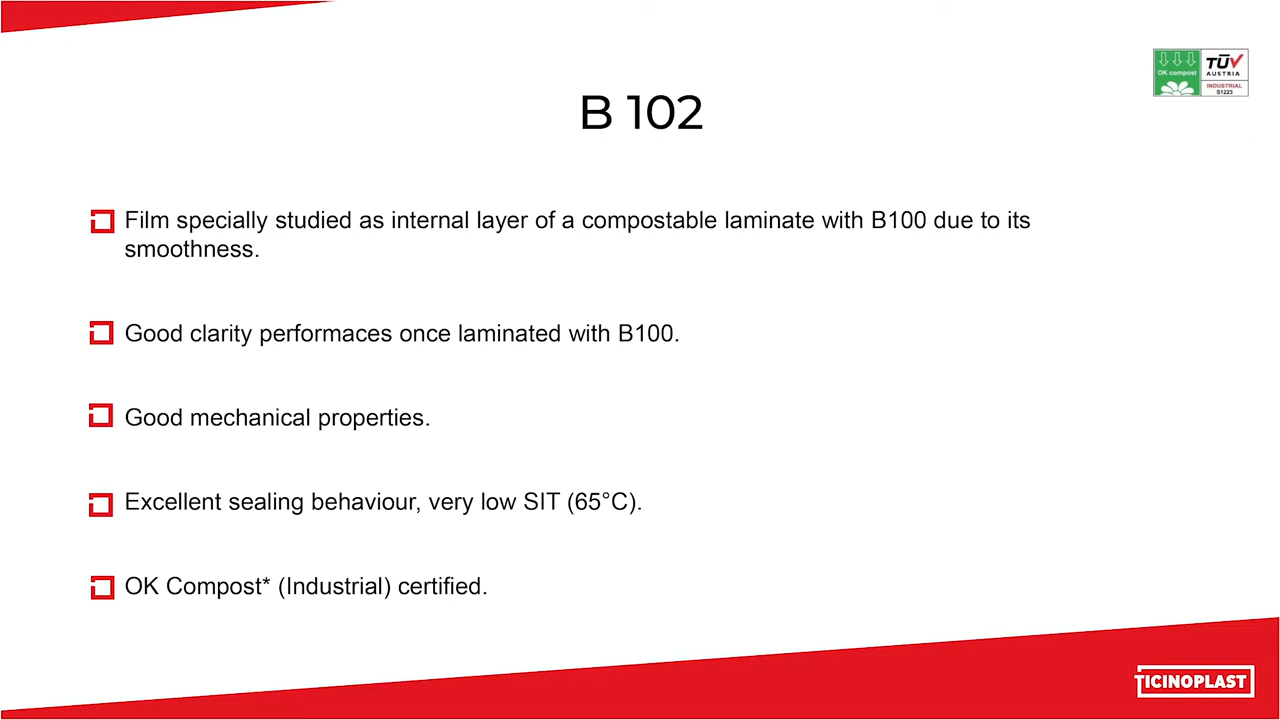 OK compost
TÜV
AUSTRIA
INDUSTRIAL
S1223
B 102
Film specially studied as internal layer of a compostable laminate with B100 due to its
smoothness.
Good clarity performaces once laminated with B100.
Good mechanical properties.
Excellent sealing behaviour, very low SIT (65°C).
OK Compost* (Industrial) certified.
TICINOPLAST